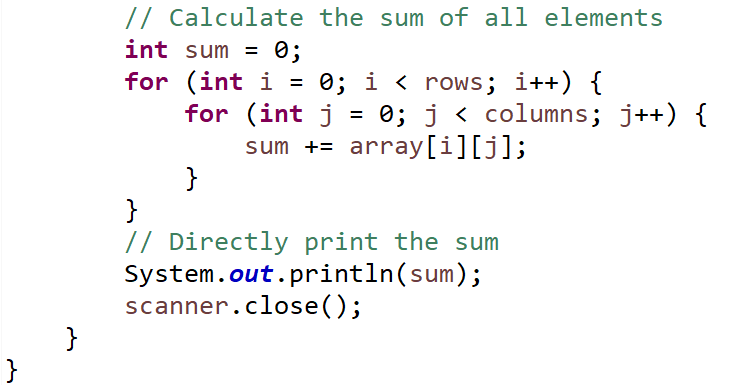 // Calculate the sum of all elements
int sum = 0;
for (int i = 0; i < rows; i++) {
for (int j = 0; j < columns; j++) {
sum += array[i][j];
}
}
// Directly print the sum
System.out.println(sum);
scanner.close();
}
}